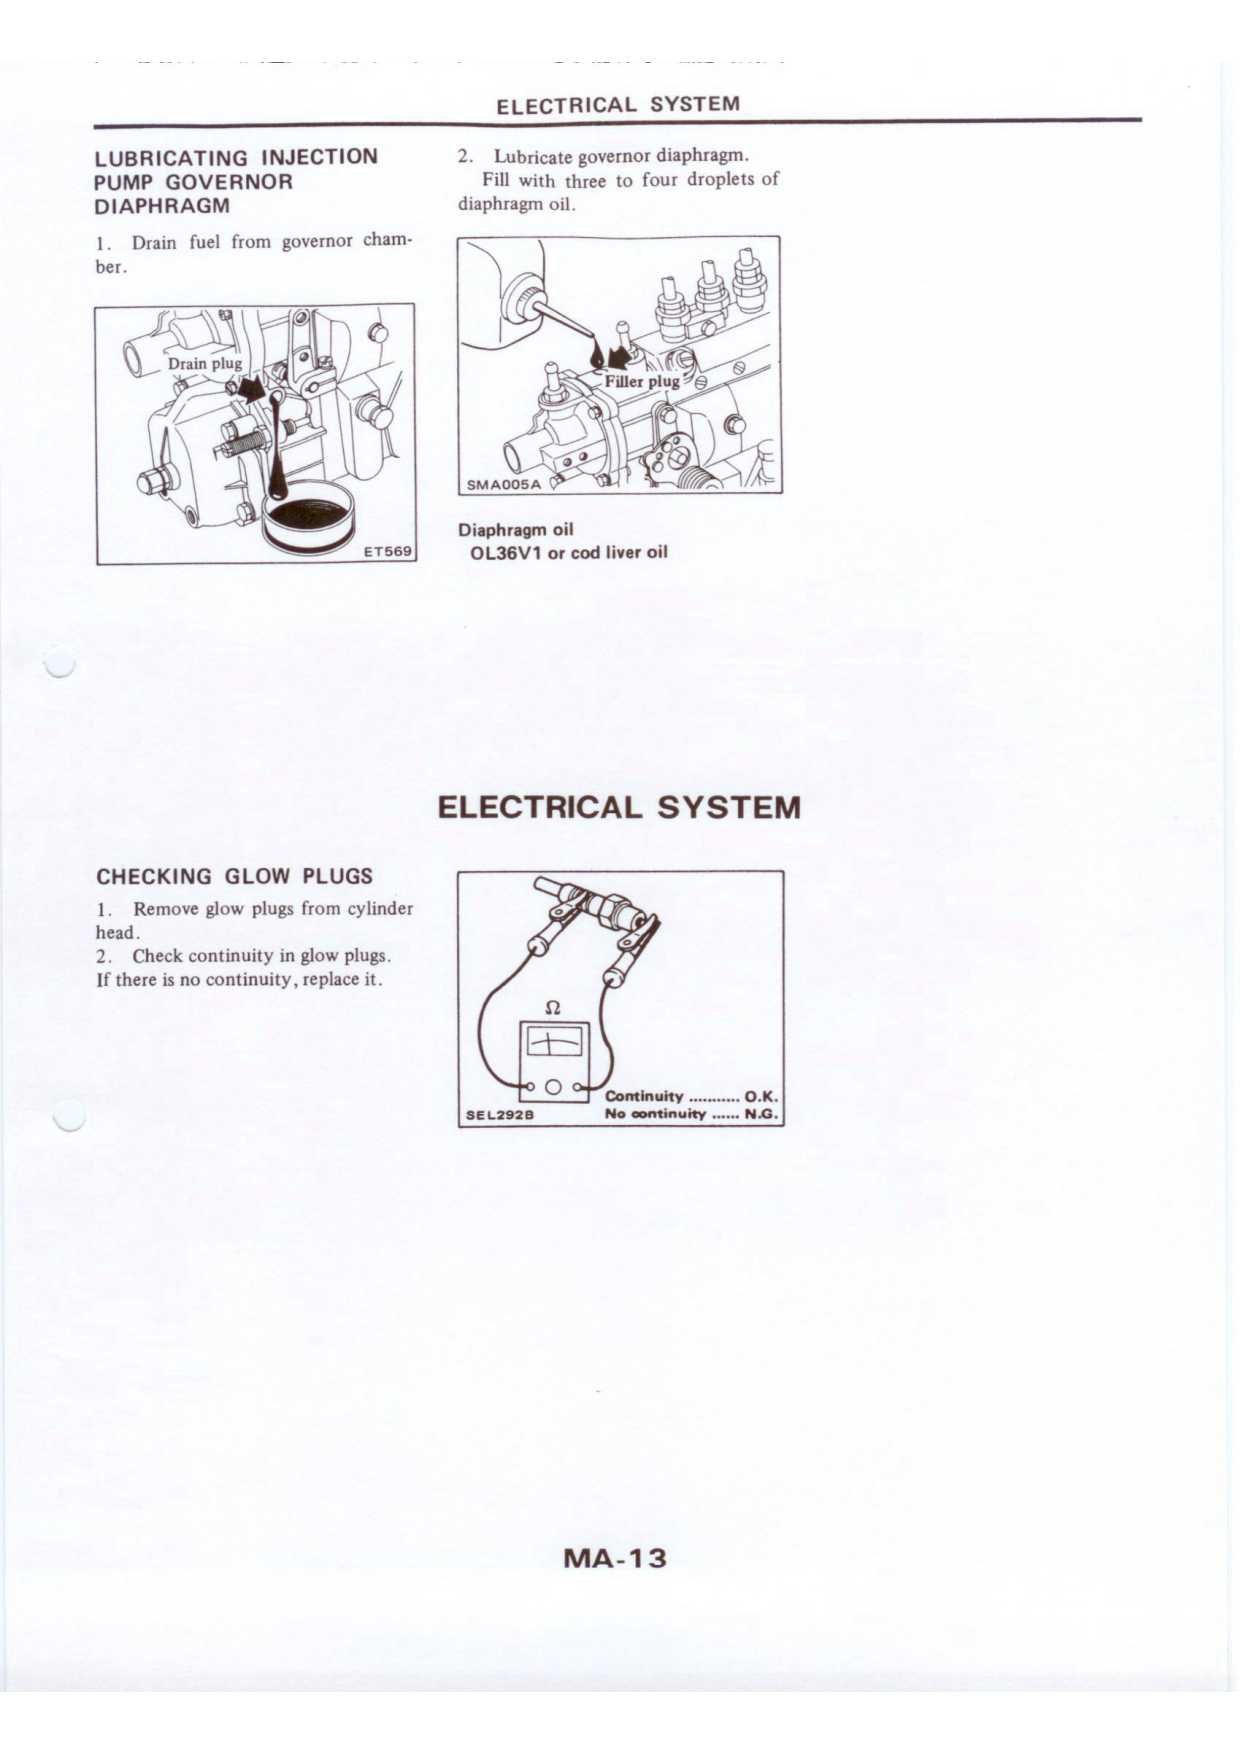 ELECTRICAL SYSTEM
LUBRICATING INJECTION
PUMP GOVERNOR
DIAPHRAGM
1. Drain fuel from governor cham-
ber.
Drain plug
ET569
2. Lubricate governor diaphragm.
Fill with three to four droplets of
diaphragm oil.
Filler plug
SMA005A
Diaphragm oil
OL36V1 or cod liver oil
ELECTRICAL SYSTEM
CHECKING GLOW PLUGS
1. Remove glow plugs from cylinder
head.
2. Check continuity in glow plugs.
If there is no continuity, replace it.
Ω
Continuity ........... O.K.
No continuity ...... N.G.
SEL292B
MA-13